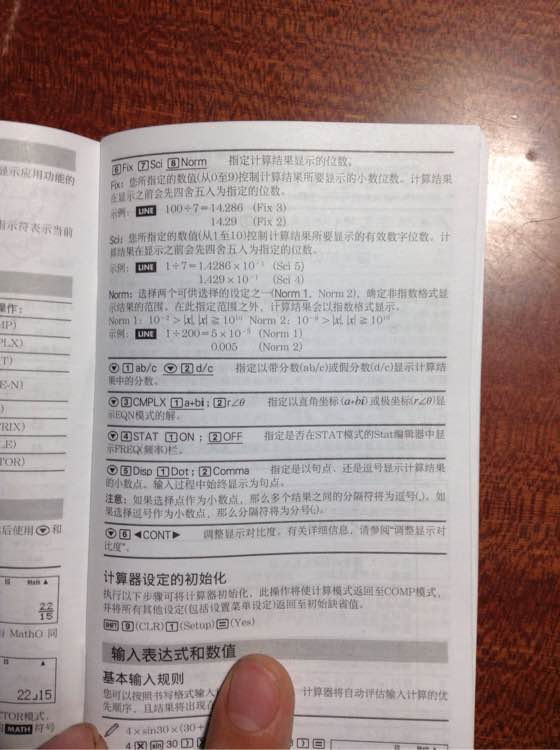 显示应用功能的
指示符表示当前
操作:
MP)
PLX)
T)
E-N)
)
RIX)
LE)
TOR)
然后使用▼和
Math ▲
22
15
MathO 同
22⌟15
CTOR模式,
MATH 符号
6 Fix 7 Sci 8 Norm 指定计算结果显示的位数。
Fix: 您所指定的数值(从0至9)控制计算结果所要显示的小数位数。计算结果
在显示之前会先四舍五入为指定的位数。
示例: LINE 100÷7=14.286 (Fix 3)
14.29 (Fix 2)
Sci: 您所指定的数值(从1至10)控制计算结果所要显示的有效数字位数。计
算结果在显示之前会先四舍五入为指定的位数。
示例: LINE 1÷7=1.4286×10⁻¹ (Sci 5)
1.429×10⁻¹ (Sci 4)
Norm: 选择两个可供选择的设定之一(Norm 1, Norm 2), 确定非指数格式显
示结果的范围。在此指定范围之外, 计算结果会以指数格式显示。
Norm 1: 10⁻²>|x|, |x|≥10¹⁰ Norm 2: 10⁻⁹>|x|, |x|≥10¹⁰
示例: LINE 1÷200=5×10⁻³ (Norm 1)
0.005 (Norm 2)
▼ 1 ab/c ▼ 2 d/c 指定以带分数(ab/c)或假分数(d/c)显示计算结
果中的分数。
▼ 3 CMPLX 1 a+bi ; 2 r∠θ 指定以直角坐标(a+bi)或极坐标(r∠θ)显
示EQN模式的解。
▼ 4 STAT 1 ON ; 2 OFF 指定是否在STAT模式的Stat编辑器中显
示FREQ(频率)栏。
▼ 5 Disp 1 Dot ; 2 Comma 指定是以句点、还是逗号显示计算结果
的小数点。输入过程中始终显示为句点。
注意: 如果选择点作为小数点, 那么多个结果之间的分隔符将为逗号(,)。如
果选择逗号作为小数点, 那么分隔符将为分号(;)。
▼ 6 ◀CONT▶ 调整显示对比度。有关详细信息, 请参阅“调整显示对
比度”。
计算器设定的初始化
执行以下步骤可将计算器初始化, 此操作将使计算模式返回至COMP模式,
并将所有其他设定(包括设置菜单设定)返回至初始缺省值。
SHIFT 9 (CLR) 1 (Setup) = (Yes)
输入表达式和数值
基本输入规则
您可以按照书写格式输入 计算器将自动评估输入计算的优
先顺序, 且结果将出现在
4×sin30×(30+
4 × sin 30 ) × ) =